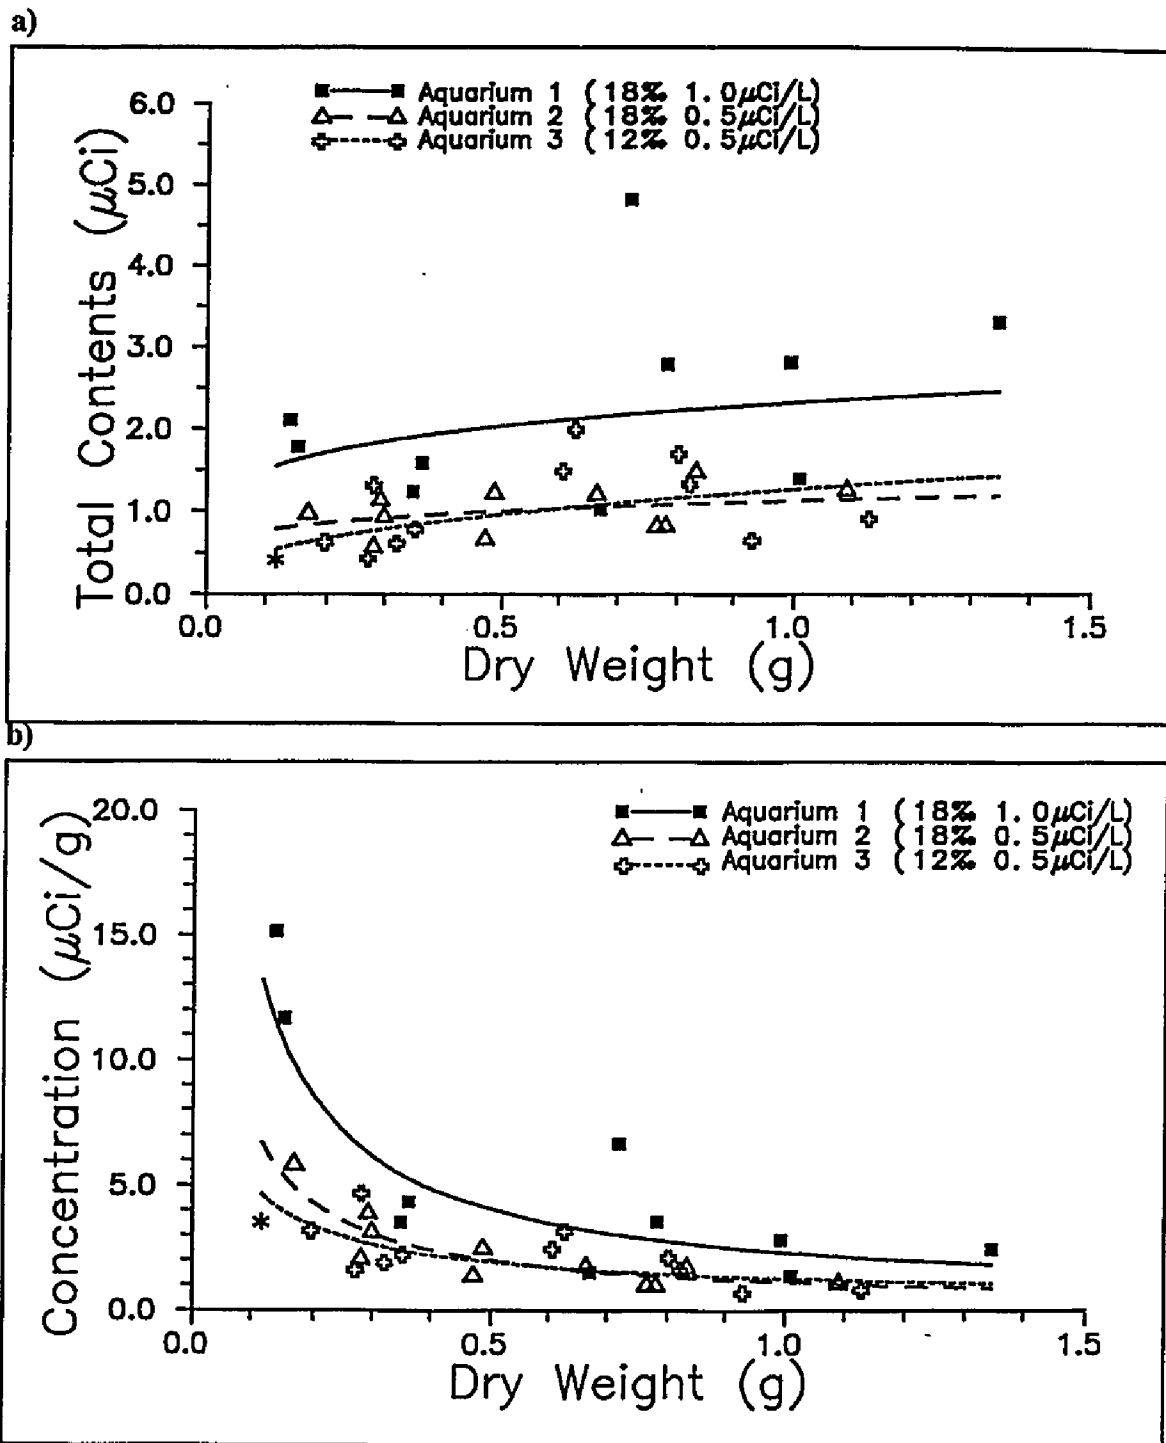 a)
Aquarium 1 (18‰ 1.0μCi/L)
Aquarium 2 (18‰ 0.5μCi/L)
Aquarium 3 (12‰ 0.5μCi/L)
6.0
5.0
4.0
3.0
2.0
1.0
0.0
Total Contents (μCi)
0.0 0.5 1.0 1.5
Dry Weight (g)
b)
Aquarium 1 (18‰ 1.0μCi/L)
Aquarium 2 (18‰ 0.5μCi/L)
Aquarium 3 (12‰ 0.5μCi/L)
20.0
15.0
10.0
5.0
0.0
Concentration (μCi/g)
0.0 0.5 1.0 1.5
Dry Weight (g)